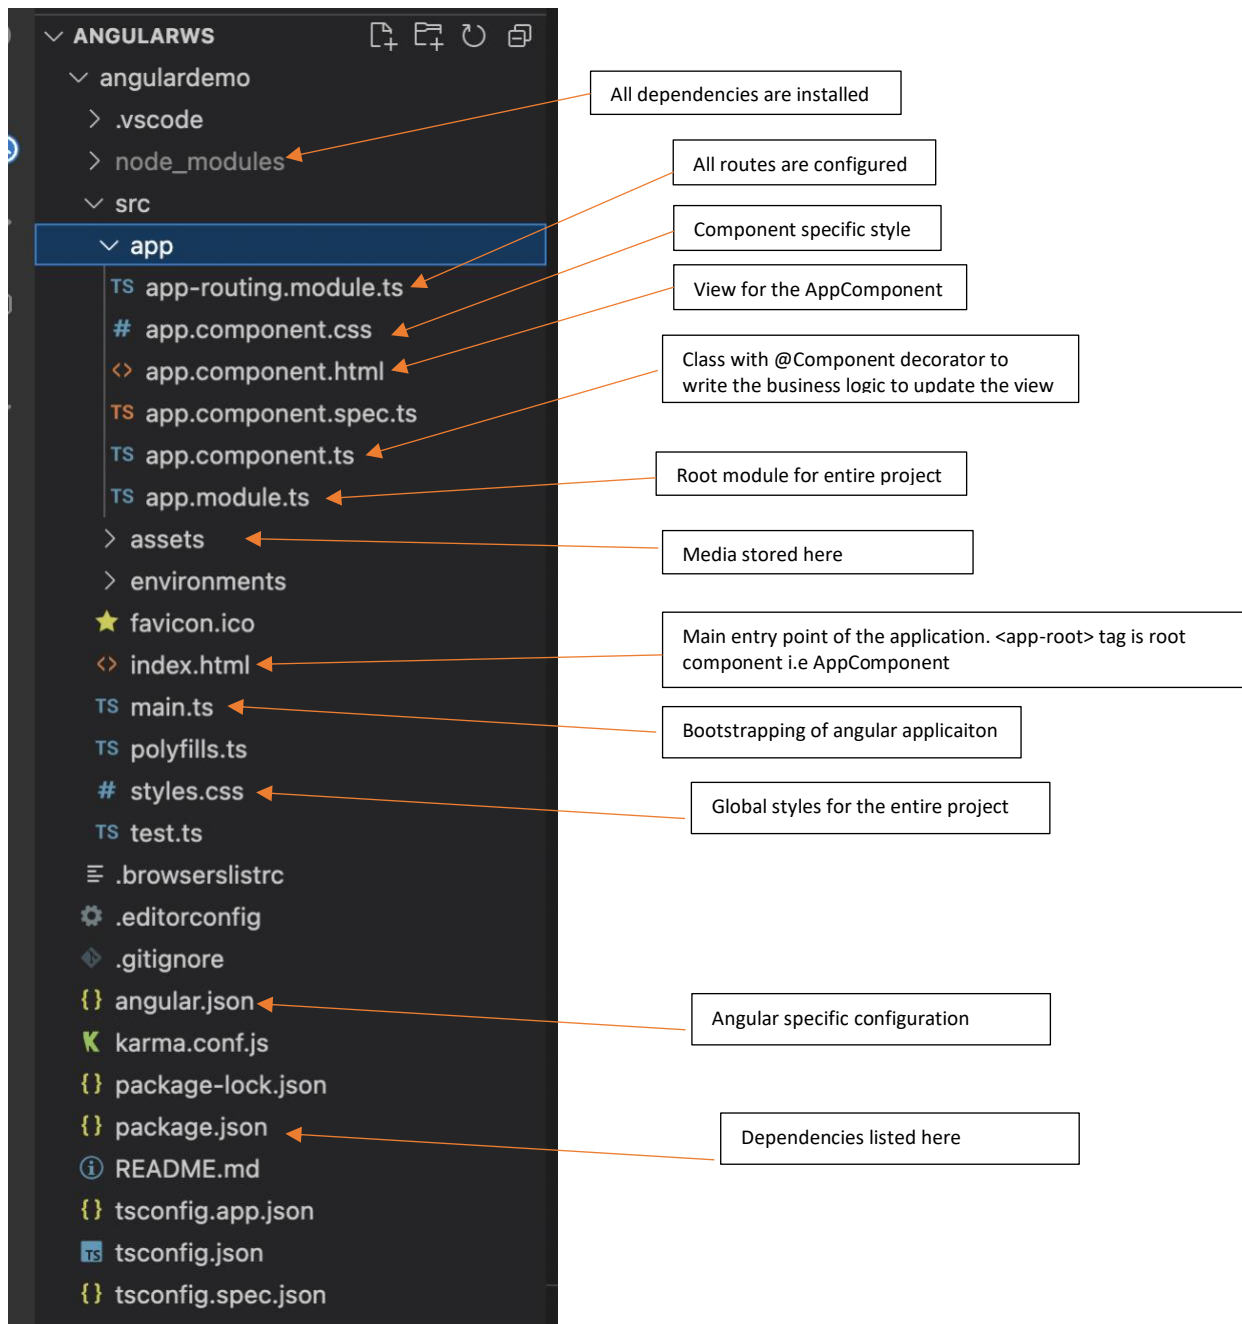 ANGULARWS
angulardemo
All dependencies are installed
.vscode
node_modules
All routes are configured
src
Component specific style
app
app-routing.module.ts
View for the AppComponent
app.component.css
Class with @Component decorator to
write the business logic to update the view
app.component.html
app.component.spec.ts
app.component.ts
Root module for entire project
app.module.ts
assets
Media stored here
environments
favicon.ico
Main entry point of the application. <app-root> tag is root
component i.e AppComponent
index.html
main.ts
Bootstrapping of angular applicaiton
polyfills.ts
styles.css
Global styles for the entire project
test.ts
.browserslistrc
.editorconfig
.gitignore
angular.json
Angular specific configuration
karma.conf.js
package-lock.json
package.json
Dependencies listed here
README.md
tsconfig.app.json
tsconfig.json
tsconfig.spec.json